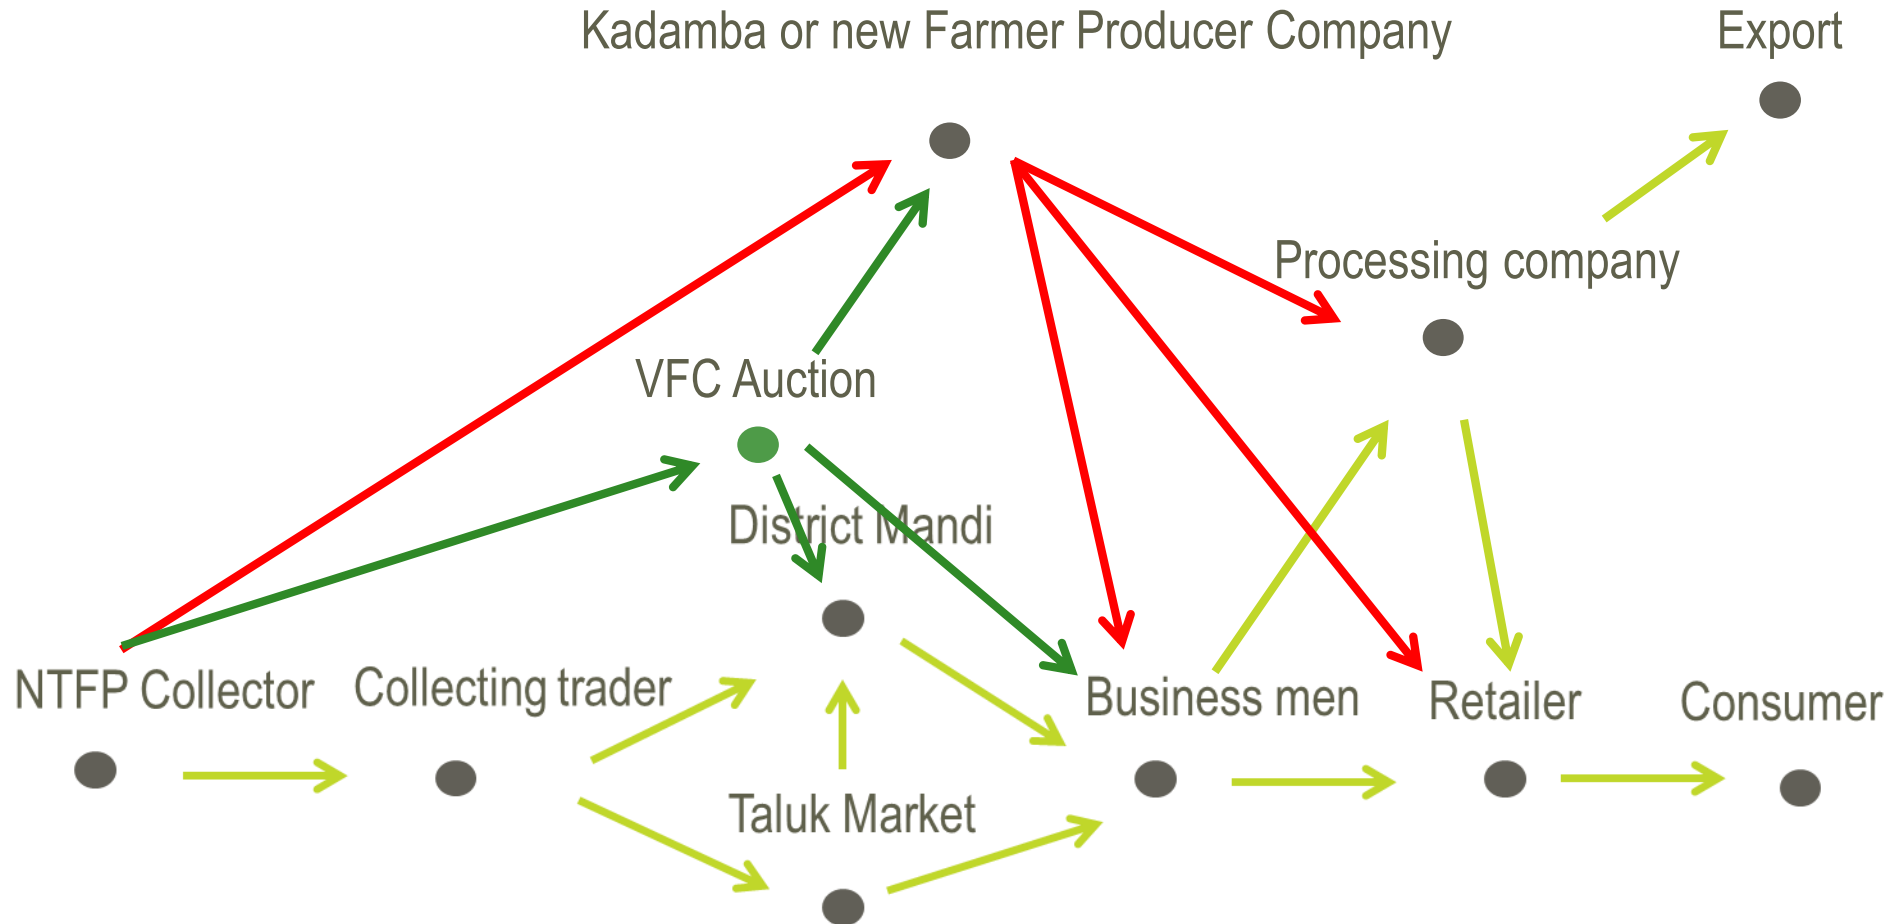 Kadamba or new Farmer Producer Company
Export
Processing company
VFC Auction
District Mandi
NTFP Collector
Collecting trader
Business men
Retailer
Consumer
Taluk Market